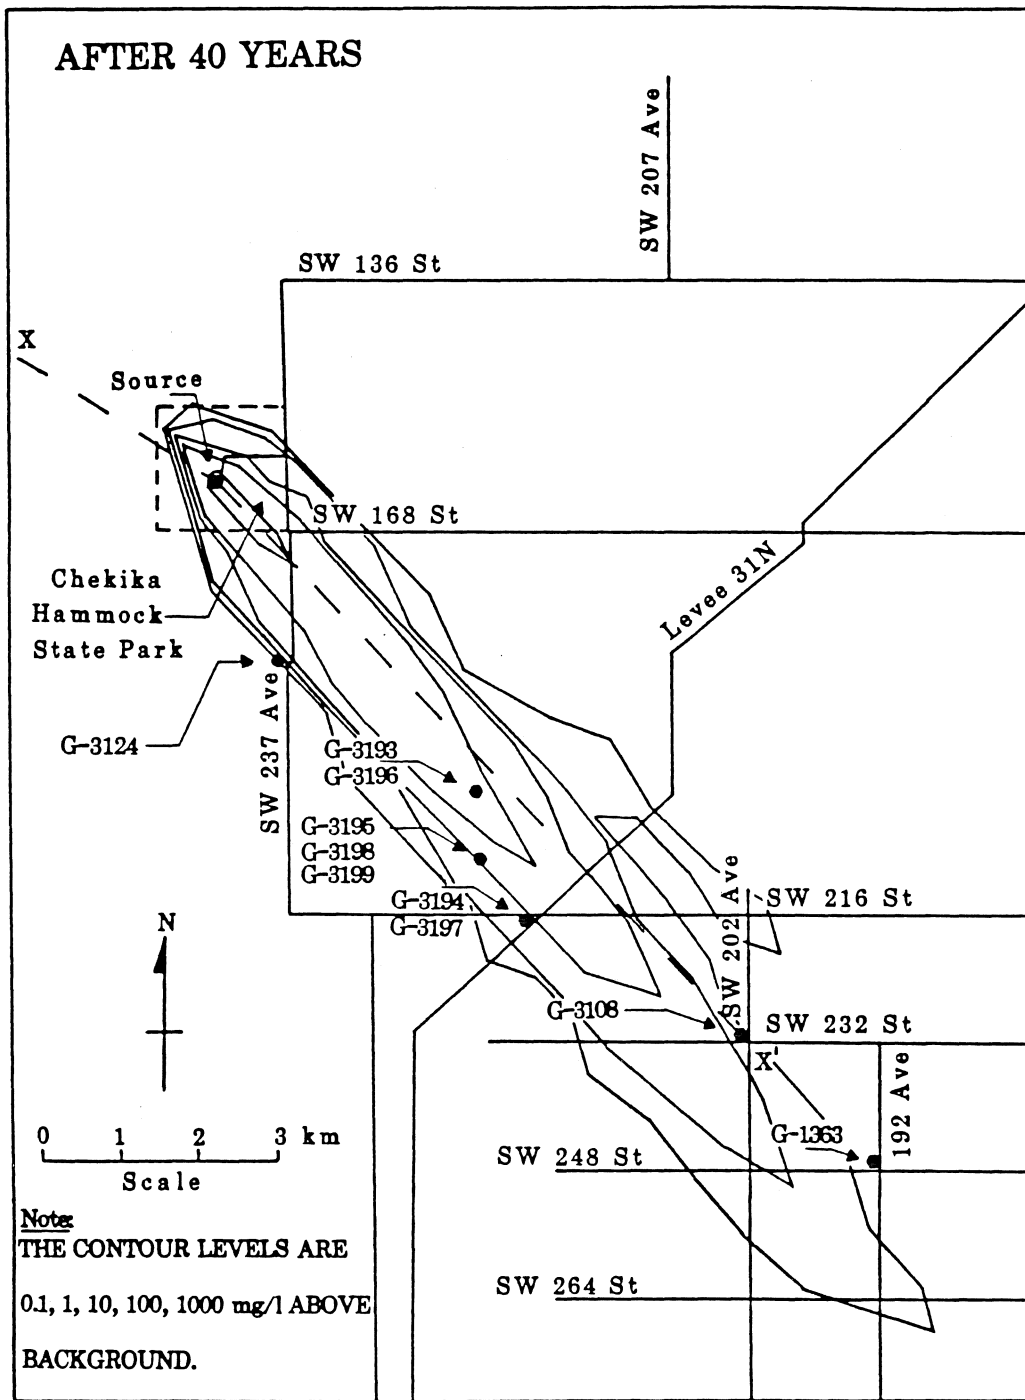 AFTER 40 YEARS
SW 207 Ave
SW 136 St
X
Source
SW 168 St
Levee 31N
Chekika
Hammock
State Park
G-3124
SW 237 Ave
G-3193
G-3196
G-3195
G-3198
G-3199
G-3194
G-3197
SW 202 Ave
SW 216 St
N
G-3108
SW 232 St
X'
192 Ave
G-1363
0 1 2 3 km
Scale
SW 248 St
SW 264 St
Note:
THE CONTOUR LEVELS ARE
0.1, 1, 10, 100, 1000 mg/l ABOVE
BACKGROUND.